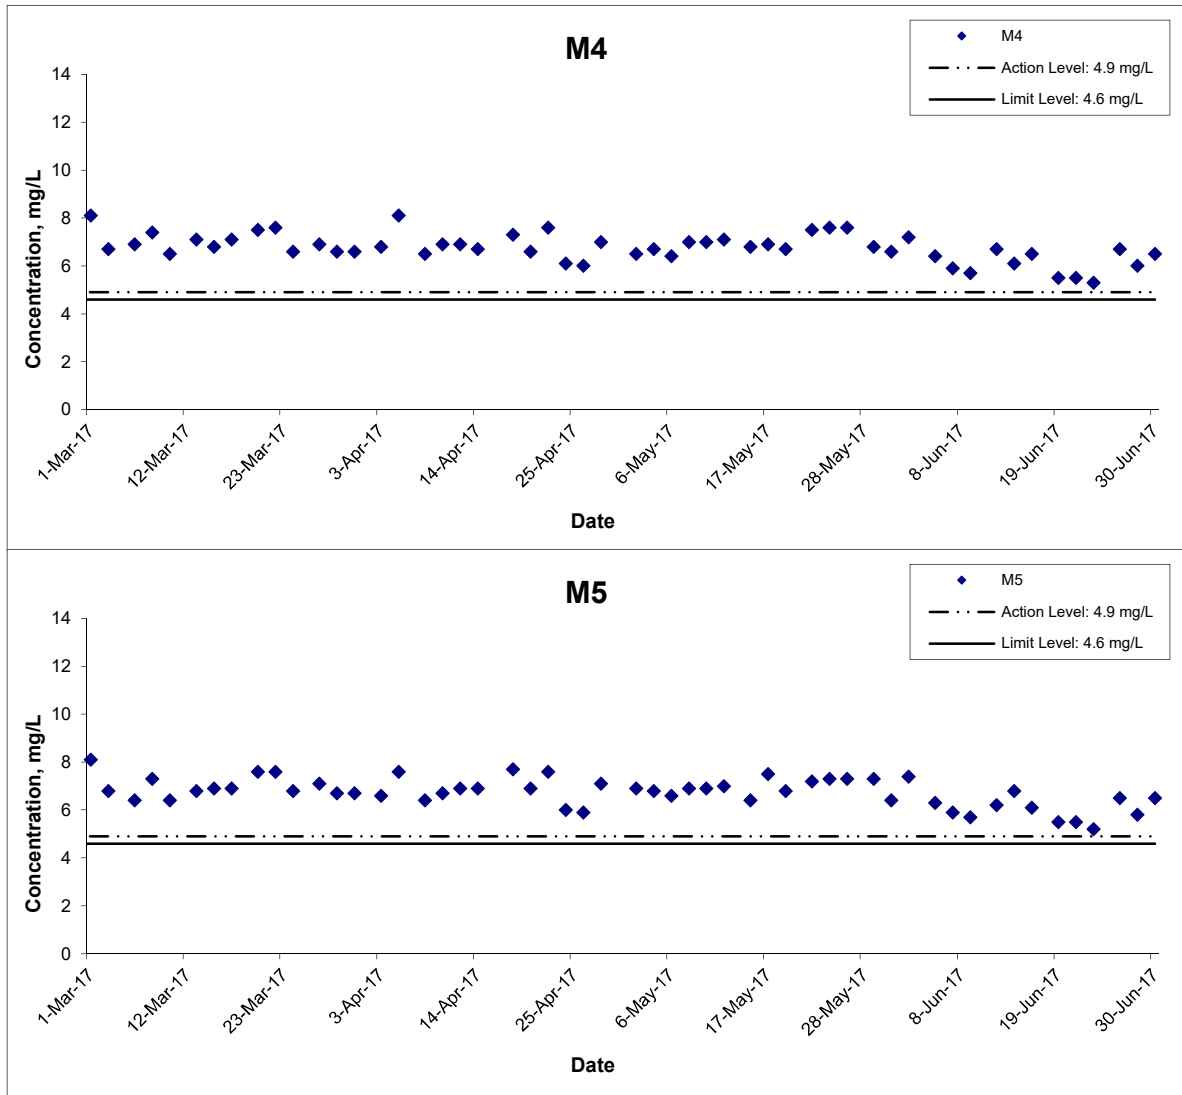 M4
M4
Action Level: 4.9 mg/L
Limit Level: 4.6 mg/L
14
12
10
8
6
4
2
0
Concentration, mg/L
1-Mar-17
12-Mar-17
23-Mar-17
3-Apr-17
14-Apr-17
25-Apr-17
6-May-17
17-May-17
28-May-17
8-Jun-17
19-Jun-17
30-Jun-17
Date
M5
M5
Action Level: 4.9 mg/L
Limit Level: 4.6 mg/L
14
12
10
8
6
4
2
0
Concentration, mg/L
1-Mar-17
12-Mar-17
23-Mar-17
3-Apr-17
14-Apr-17
25-Apr-17
6-May-17
17-May-17
28-May-17
8-Jun-17
19-Jun-17
30-Jun-17
Date